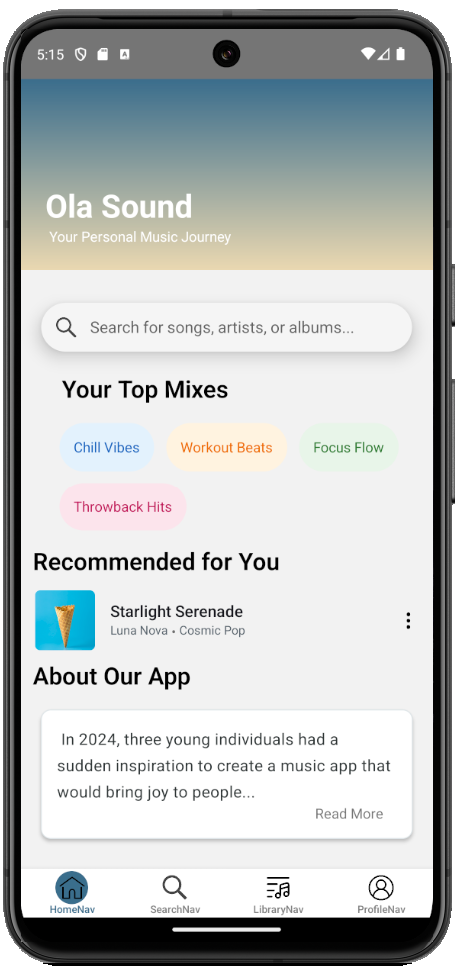 5:15
Ola Sound
Your Personal Music Journey
Search for songs, artists, or albums...
Your Top Mixes
Chill Vibes Workout Beats Focus Flow
Throwback Hits
Recommended for You
Starlight Serenade
Luna Nova • Cosmic Pop
About Our App
In 2024, three young individuals had a
sudden inspiration to create a music app that
would bring joy to people...
Read More
HomeNav SearchNav LibraryNav ProfileNav